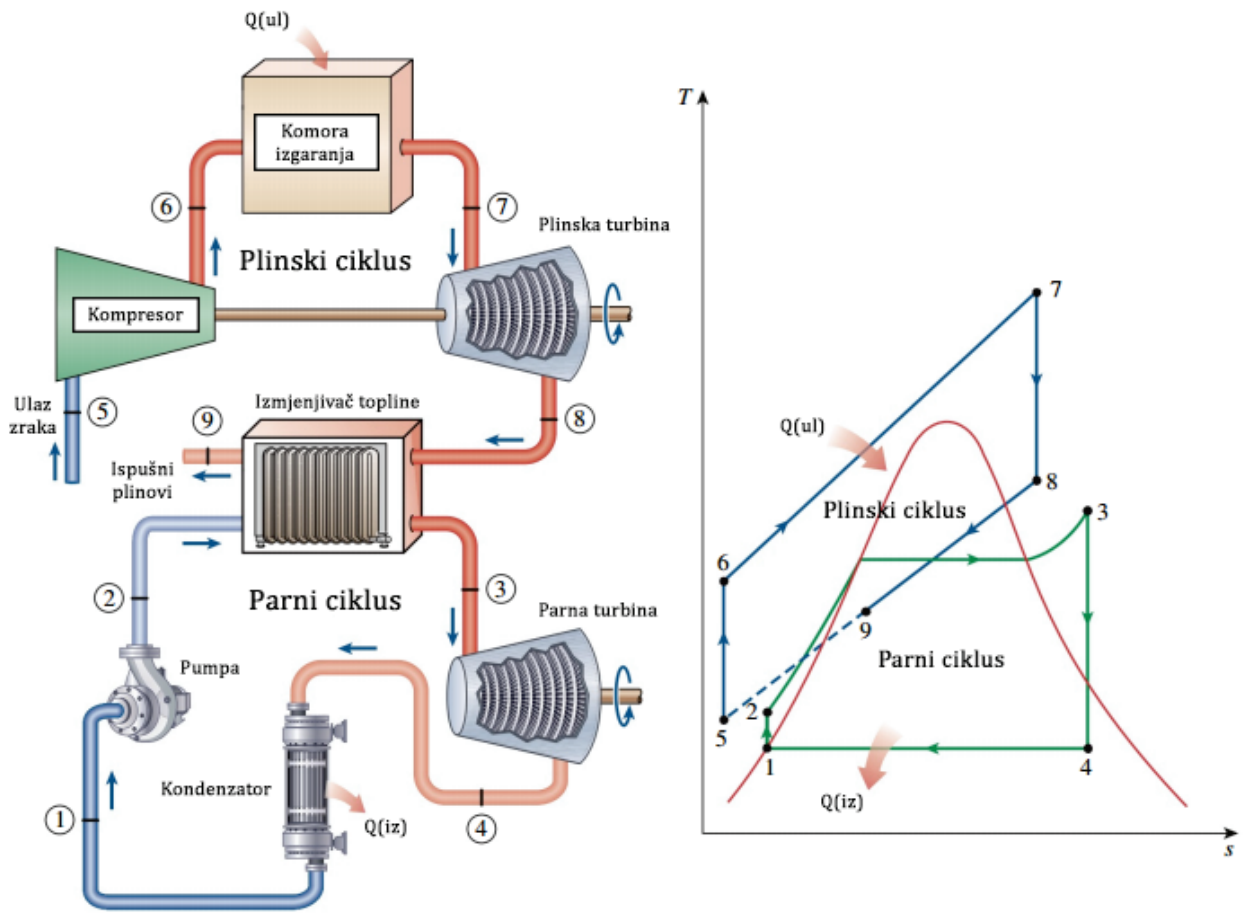 Q(ul)
Komora
izgaranja
6
7
Plinska turbina
Plinski ciklus
Kompresor
Ulaz
zraka
5
9
Izmjenjivač topline
8
Ispušni
plinovi
2
Parni ciklus
3
Parna turbina
Pumpa
Kondenzator
1
Q(iz)
4
T
7
Q(ul)
8
Plinski ciklus
3
6
9
Parni ciklus
2
5
1
4
Q(iz)
s